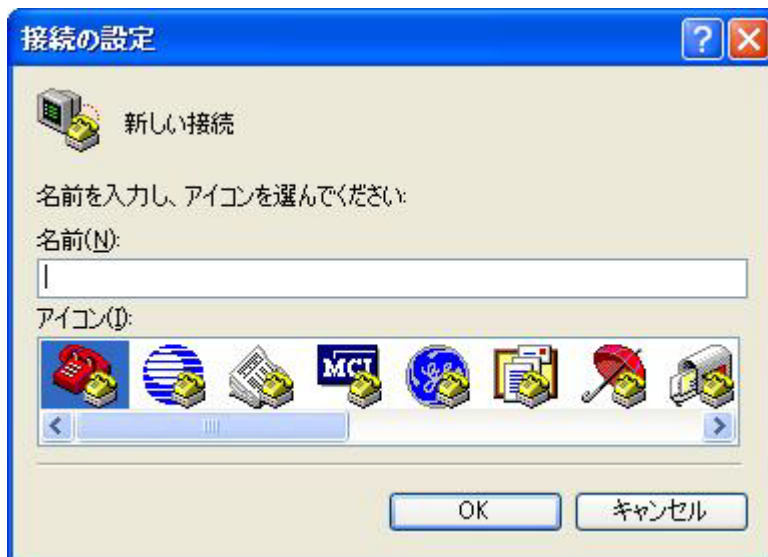 接続の設定
新しい接続
名前を入力し、アイコンを選んでください:
名前(N):
アイコン(I):
MCI
OK
キャンセル